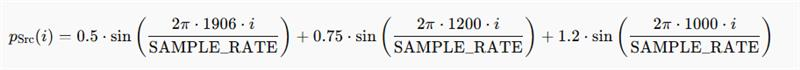 pSrc(i) = 0.5 · sin (2π · 1906 · i / SAMPLE_RATE) + 0.75 · sin (2π · 1200 · i / SAMPLE_RATE) + 1.2 · sin (2π · 1000 · i / SAMPLE_RATE)